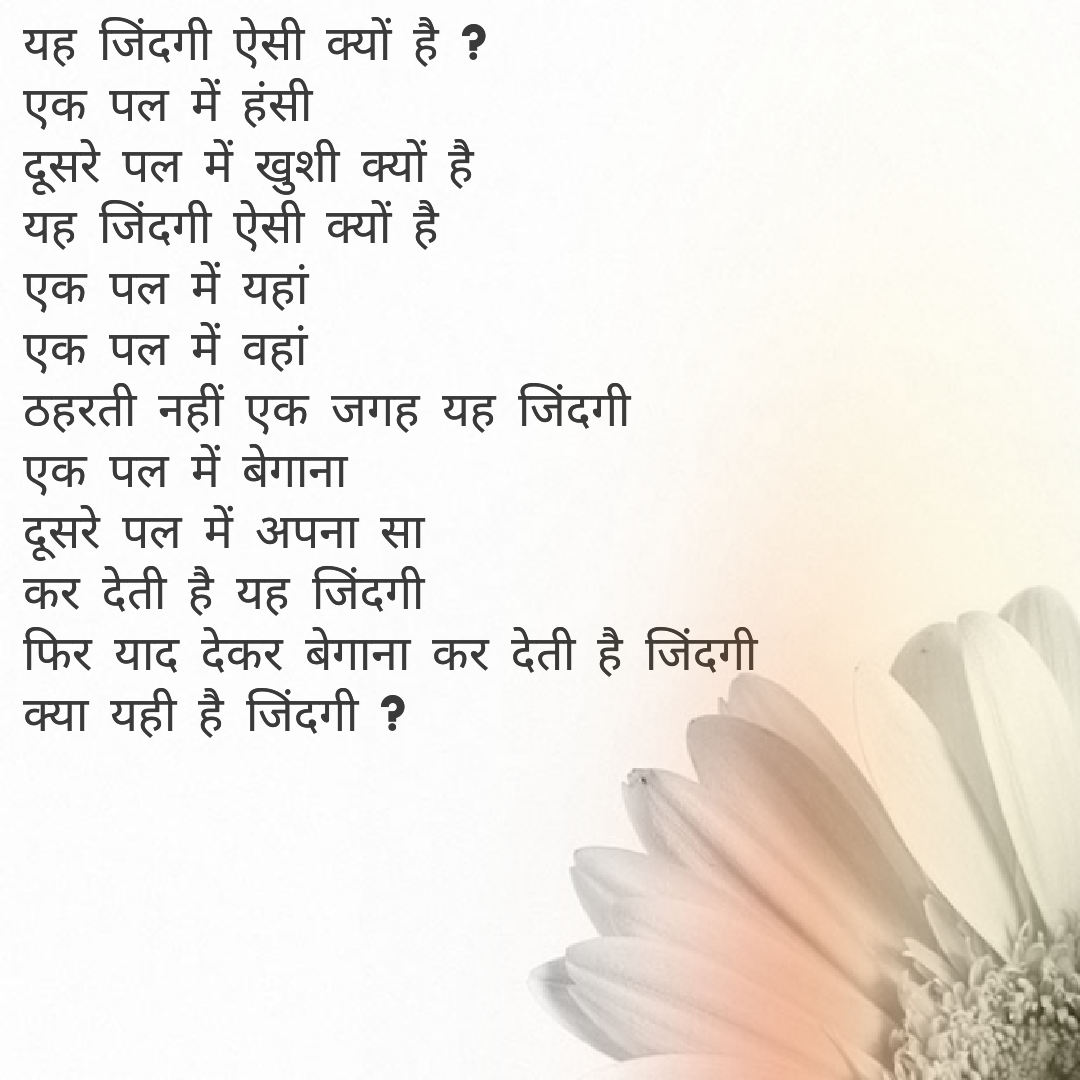 यह जिंदगी ऐसी क्यों है ?
एक पल में हंसी
दूसरे पल में खुशी क्यों है
यह जिंदगी ऐसी क्यों है
एक पल में यहां
एक पल में वहां
ठहरती नहीं एक जगह यह जिंदगी
एक पल में बेगाना
दूसरे पल में अपना सा
कर देती है यह जिंदगी
फिर याद देकर बेगाना कर देती है जिंदगी
क्या यही है जिंदगी ?